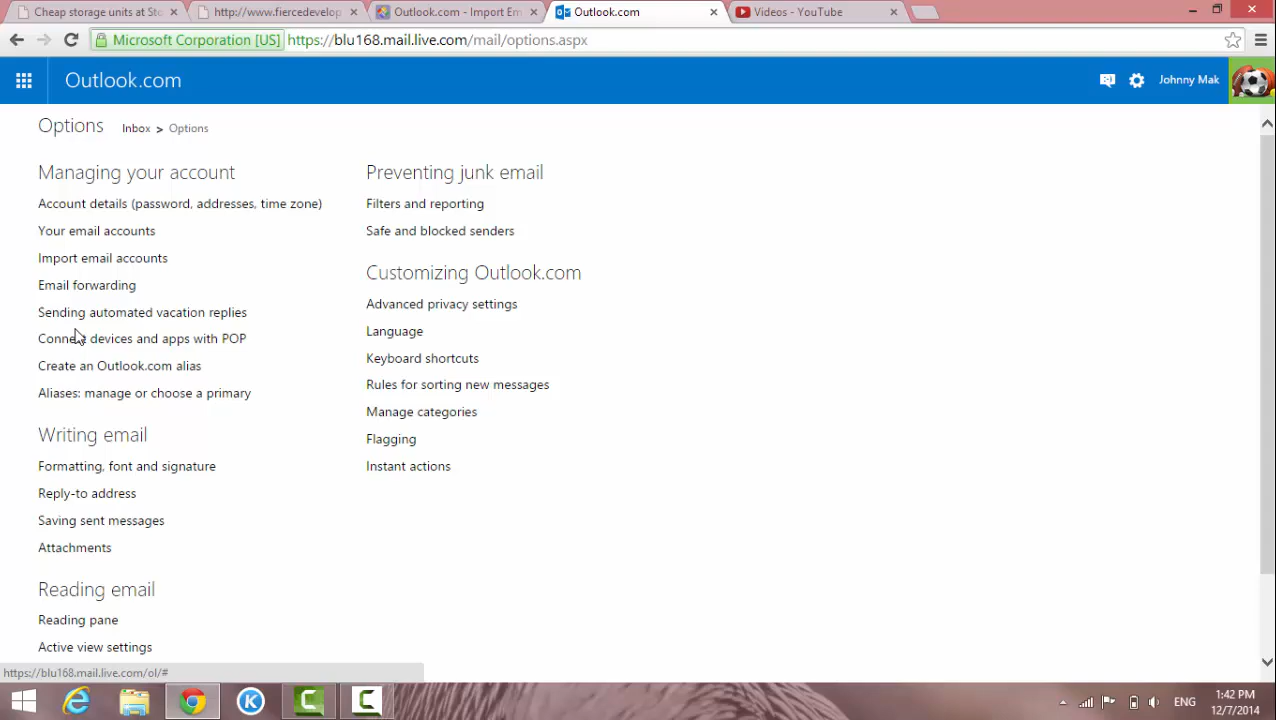 Cheap storage units at Sto
http://www.fiercedevelop
Outlook.com - Import Em
Outlook.com
Videos - YouTube
Microsoft Corporation [US]
https://blu168.mail.live.com/mail/options.aspx
Outlook.com
Johnny Mak
Options
Inbox > Options
Managing your account
Account details (password, addresses, time zone)
Your email accounts
Import email accounts
Email forwarding
Sending automated vacation replies
Connect devices and apps with POP
Create an Outlook.com alias
Aliases: manage or choose a primary
Writing email
Formatting, font and signature
Reply-to address
Saving sent messages
Attachments
Reading email
Reading pane
Active view settings
Preventing junk email
Filters and reporting
Safe and blocked senders
Customizing Outlook.com
Advanced privacy settings
Language
Keyboard shortcuts
Rules for sorting new messages
Manage categories
Flagging
Instant actions
https://blu168.mail.live.com/ol/#
ENG
1:42 PM
12/7/2014